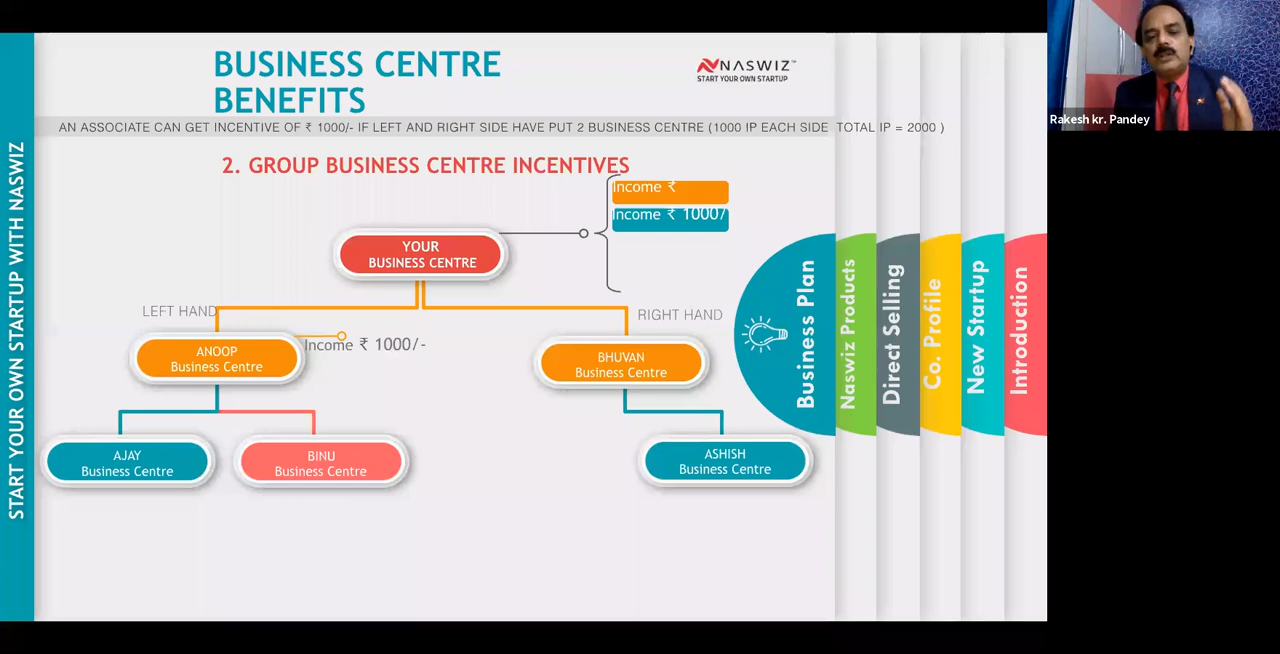 BUSINESS CENTRE
BENEFITS
NASWIZ™
START YOUR OWN STARTUP
AN ASSOCIATE CAN GET INCENTIVE OF ₹ 1000/- IF LEFT AND RIGHT SIDE HAVE PUT 2 BUSINESS CENTRE (1000 IP EACH SIDE TOTAL IP = 2000 )
2. GROUP BUSINESS CENTRE INCENTIVES
Income ₹
Income ₹ 1000/
YOUR
BUSINESS CENTRE
LEFT HAND
RIGHT HAND
Income ₹ 1000/-
ANOOP
Business Centre
BHUVAN
Business Centre
AJAY
Business Centre
BINU
Business Centre
ASHISH
Business Centre
START YOUR OWN STARTUP WITH NASWIZ
Business Plan
Naswiz Products
Direct Selling
Co. Profile
New Startup
Introduction
Rakesh kr. Pandey